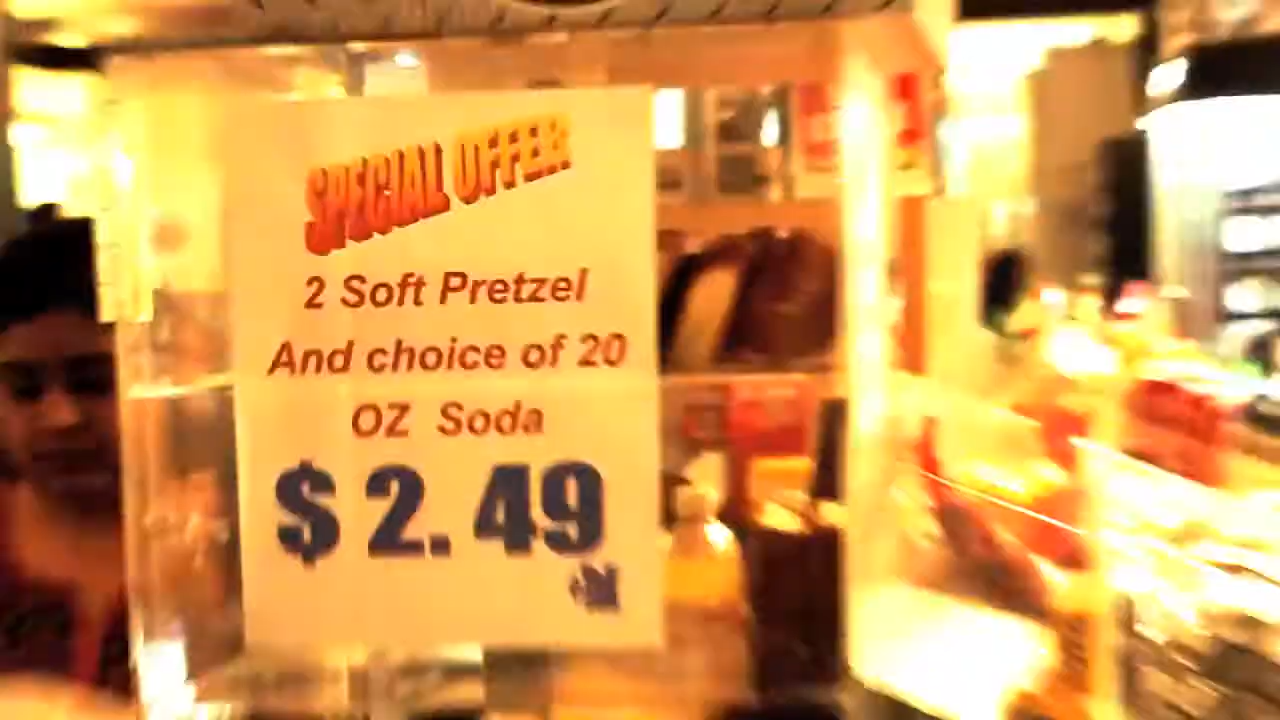 SPECIAL OFFER
2 Soft Pretzel
And choice of 20
OZ Soda
$2.49